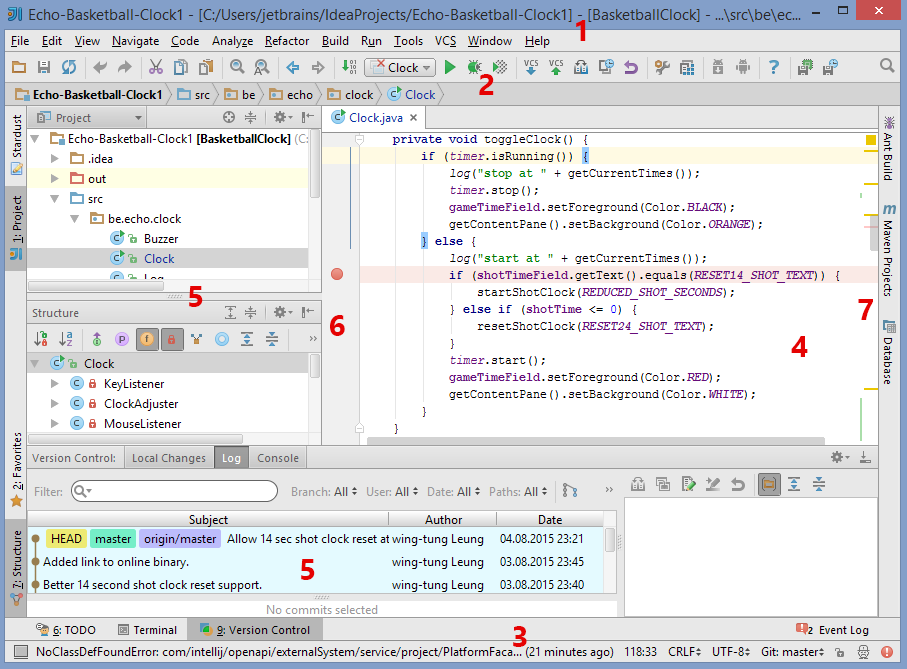 Echo-Basketball-Clock1 - [C:/Users/jetbrains/IdeaProjects/Echo-Basketball-Clock1] - [BasketballClock] - ...\src\be\ec...
File Edit View Navigate Code Analyze Refactor Build Run Tools VCS Window Help
1
Clock
VCS VCS
2
Echo-Basketball-Clock1 src be echo clock Clock
Stardust
1: Project
2: Favorites
7: Structure
Project
Echo-Basketball-Clock1 [BasketballClock] (C:
.idea
out
src
be.echo.clock
Buzzer
Clock
Log
5
Structure
Clock
KeyListener
ClockAdjuster
MouseListener
Clock.java
private void toggleClock() {
if (timer.isRunning()) {
log("stop at " + getCurrentTimes());
timer.stop();
gameTimeField.setForeground(Color.BLACK);
getContentPane().setBackground(Color.ORANGE);
} else {
log("start at " + getCurrentTimes());
if (shotTimeField.getText().equals(RESET14_SHOT_TEXT)) {
startShotClock(REDUCED_SHOT_SECONDS);
} else if (shotTime <= 0) {
resetShotClock(RESET24_SHOT_TEXT);
}
timer.start();
gameTimeField.setForeground(Color.RED);
getContentPane().setBackground(Color.WHITE);
}
}
6
4
7
Ant Build
Maven Projects
Database
Version Control: Local Changes Log Console
Filter: Branch: All User: All Date: All Paths: All
Subject Author Date
HEAD master origin/master Allow 14 sec shot clock reset at wing-tung Leung 04.08.2015 23:21
Added link to online binary. wing-tung Leung 03.08.2015 23:45
Better 14 second shot clock reset support. wing-tung Leung 03.08.2015 23:40
5
No commits selected
6: TODO Terminal 9: Version Control 2 Event Log
3
NoClassDefFoundError: com/intellij/openapi/externalSystem/service/project/PlatformFaca... (21 minutes ago) 118:33 CRLF UTF-8 Git: master